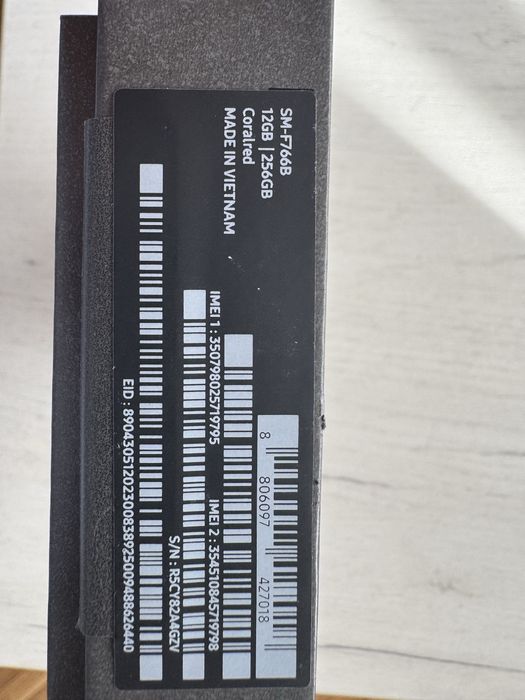 SM-F766B
12GB | 256GB
Coralred
MADE IN VIETNAM
8 806097 427018
IMEI 1 : 350798025719795
IMEI 2 : 354510845719798
S/N : R5CY82A4GZV
EID : 89043051202300838925009488626440